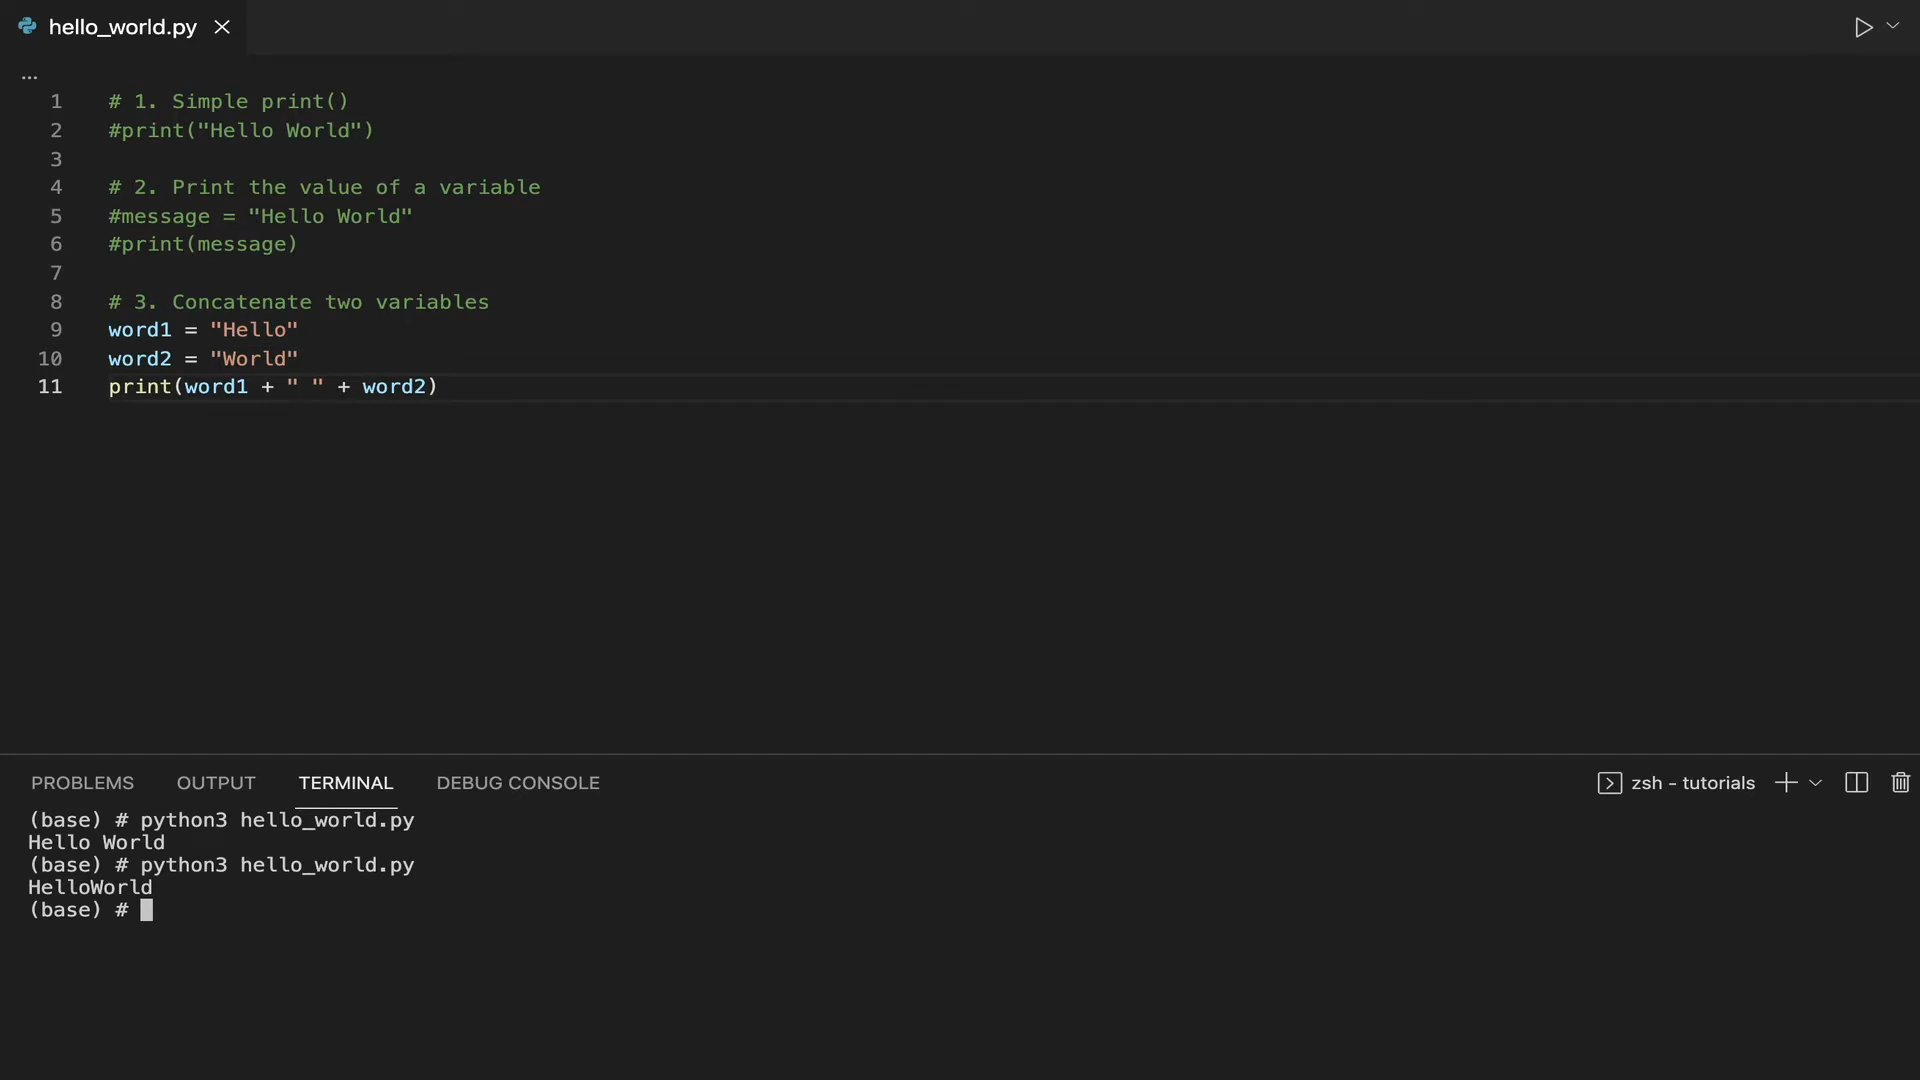 hello_world.py
...
1 # 1. Simple print()
2 #print("Hello World")
3
4 # 2. Print the value of a variable
5 #message = "Hello World"
6 #print(message)
7
8 # 3. Concatenate two variables
9 word1 = "Hello"
10 word2 = "World"
11 print(word1 + " " + word2)
PROBLEMS OUTPUT TERMINAL DEBUG CONSOLE zsh - tutorials
(base) # python3 hello_world.py
Hello World
(base) # python3 hello_world.py
HelloWorld
(base) #